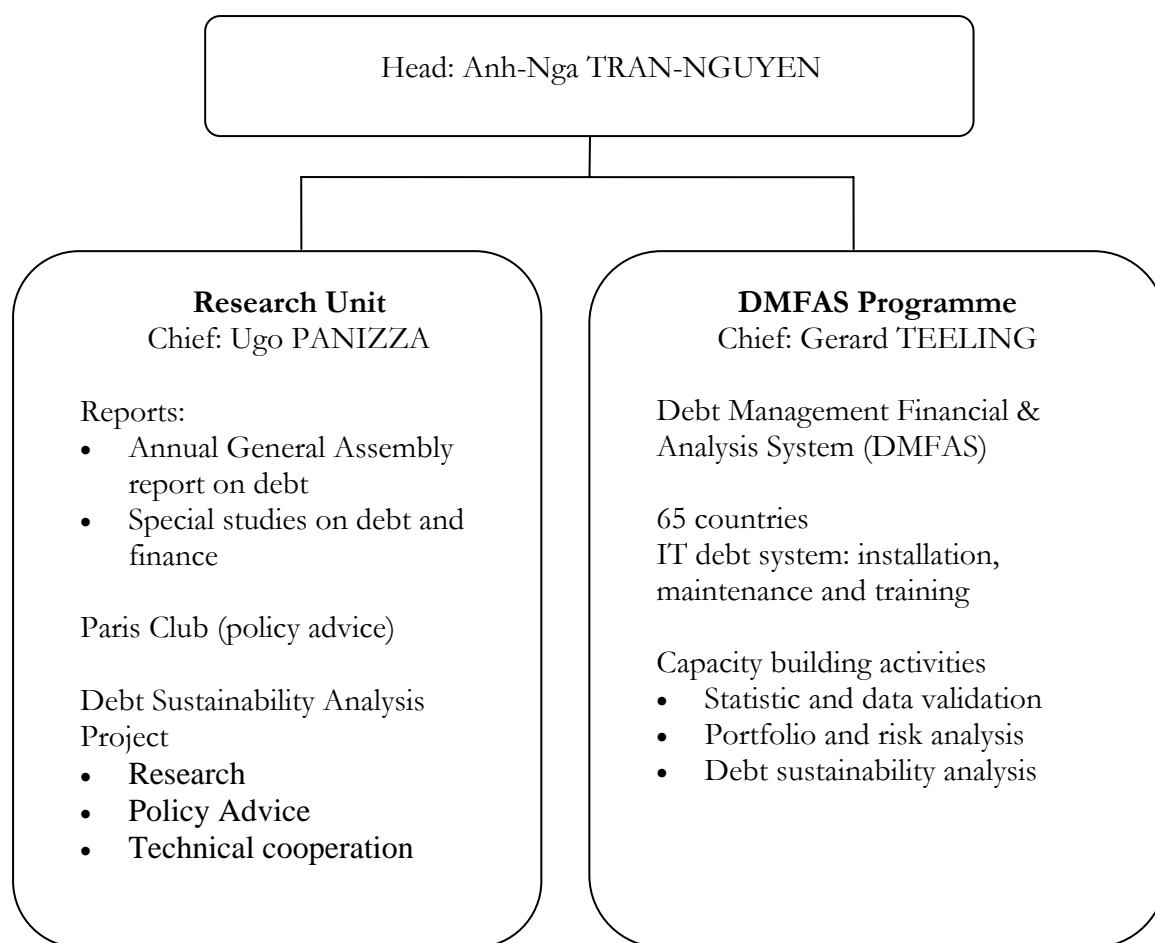 Head: Anh-Nga TRAN-NGUYEN
Research Unit
Chief: Ugo PANIZZA
Reports:
• Annual General Assembly
report on debt
• Special studies on debt and
finance
Paris Club (policy advice)
Debt Sustainability Analysis
Project
• Research
• Policy Advice
• Technical cooperation
DMFAS Programme
Chief: Gerard TEELING
Debt Management Financial &
Analysis System (DMFAS)
65 countries
IT debt system: installation,
maintenance and training
Capacity building activities
• Statistic and data validation
• Portfolio and risk analysis
• Debt sustainability analysis